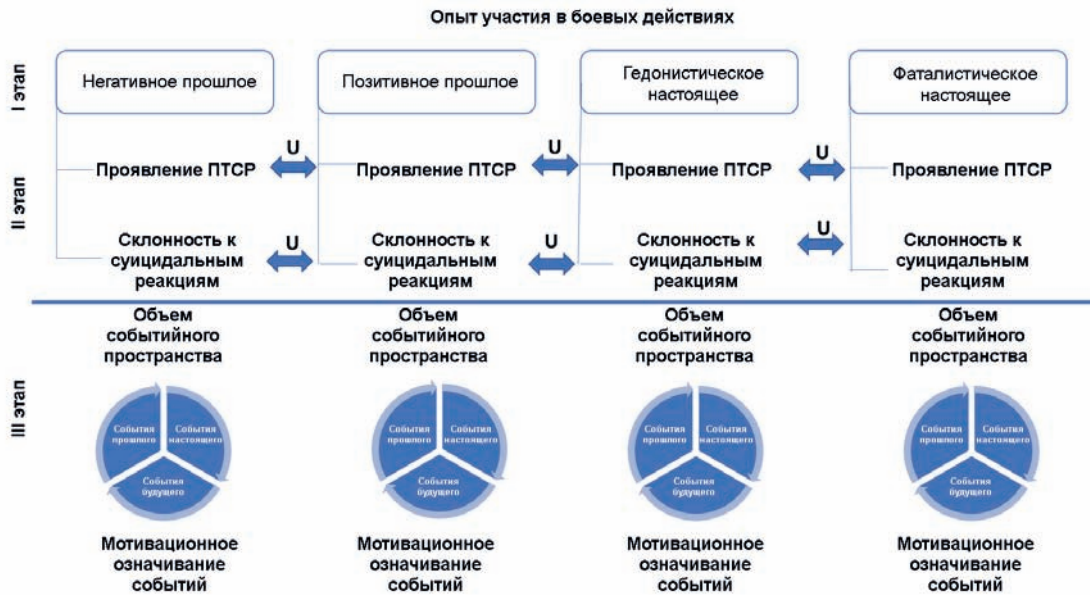 Опыт участия в боевых действиях
I этап
Негативное прошлое
Позитивное прошлое
Гедонистическое
настоящее
Фаталистическое
настоящее
II этап
Проявление ПТСР
U
Проявление ПТСР
U
Проявление ПТСР
U
Проявление ПТСР
Склонность к
суицидальным
реакциям
U
Склонность к
суицидальным
реакциям
U
Склонность к
суицидальным
реакциям
U
Склонность к
суицидальным
реакциям
III этап
Объем
событийного
пространства
Объем
событийного
пространства
Объем
событийного
пространства
Объем
событийного
пространства
События
прошлого
События
настоящего
События
будущего
События
прошлого
События
настоящего
События
будущего
События
прошлого
События
настоящего
События
будущего
События
прошлого
События
настоящего
События
будущего
Мотивационное
означивание
событий
Мотивационное
означивание
событий
Мотивационное
означивание
событий
Мотивационное
означивание
событий